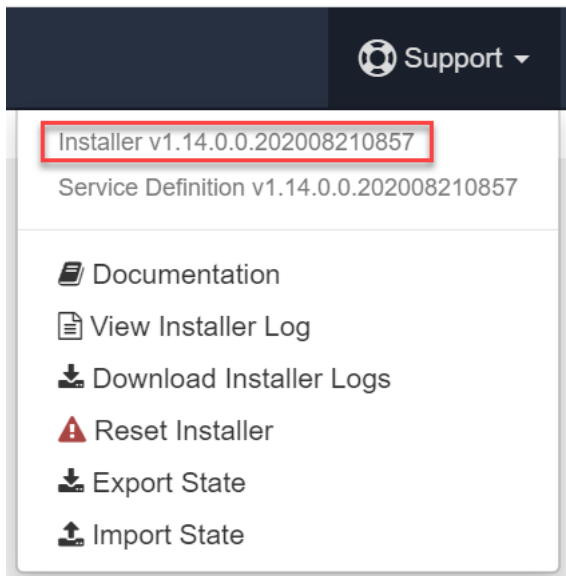 Support
Installer v1.14.0.0.202008210857
Service Definition v1.14.0.0.202008210857
Documentation
View Installer Log
Download Installer Logs
Reset Installer
Export State
Import State